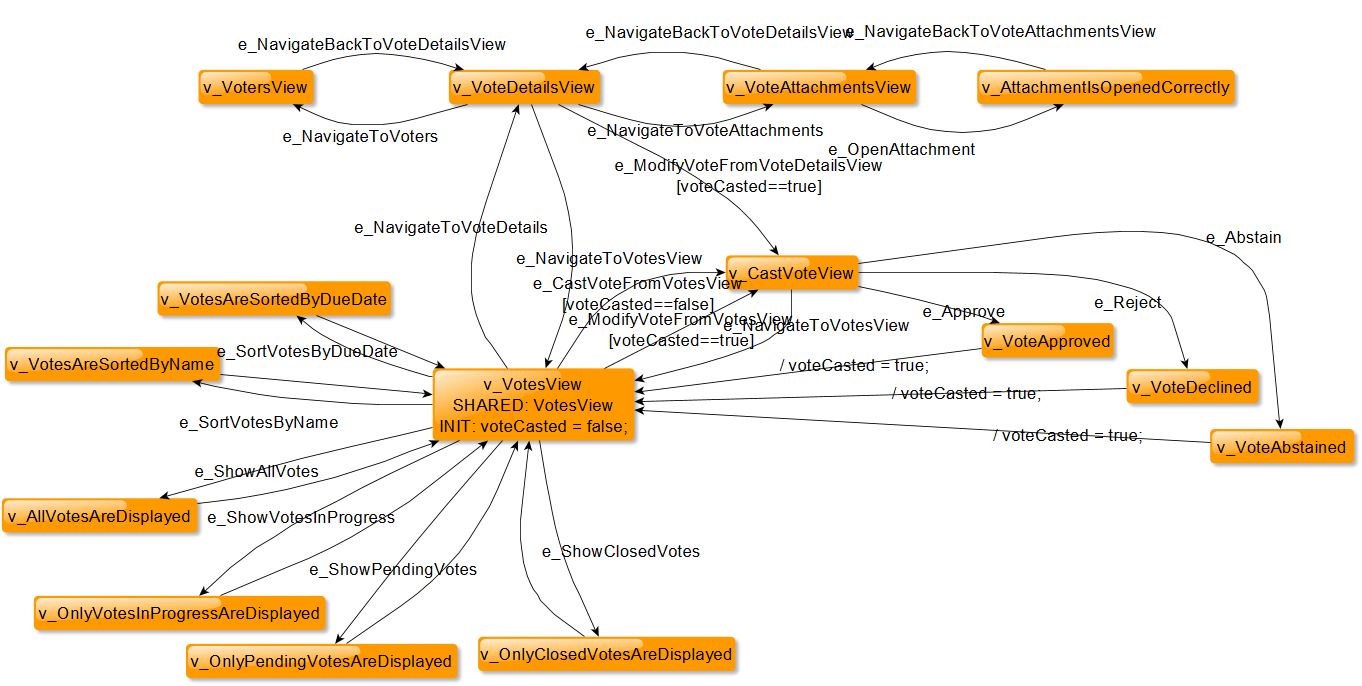 e_NavigateBackToVoteDetailsView
e_NavigateBackToVoteDetailsView
e_NavigateBackToVoteAttachmentsView
v_VotersView
v_VoteDetailsView
v_VoteAttachmentsView
v_AttachmentIsOpenedCorrectly
e_NavigateToVoters
e_NavigateToVoteAttachments
e_OpenAttachment
e_ModifyVoteFromVoteDetailsView
[voteCasted==true]
e_NavigateToVoteDetails
e_Abstain
e_NavigateToVotesView
v_CastVoteView
e_CastVoteFromVotesView
[voteCasted==false]
v_VotesAreSortedByDueDate
e_Reject
e_Approve
e_ModifyVoteFromVotesView
[voteCasted==true]
e_NavigateToVotesView
v_VoteApproved
e_SortVotesByDueDate
v_VotesAreSortedByName
/ voteCasted = true;
v_VotesView
SHARED: VotesView
INIT: voteCasted = false;
v_VoteDeclined
/ voteCasted = true;
e_SortVotesByName
/ voteCasted = true;
v_VoteAbstained
e_ShowAllVotes
v_AllVotesAreDisplayed
e_ShowVotesInProgress
e_ShowClosedVotes
e_ShowPendingVotes
v_OnlyVotesInProgressAreDisplayed
v_OnlyPendingVotesAreDisplayed
v_OnlyClosedVotesAreDisplayed